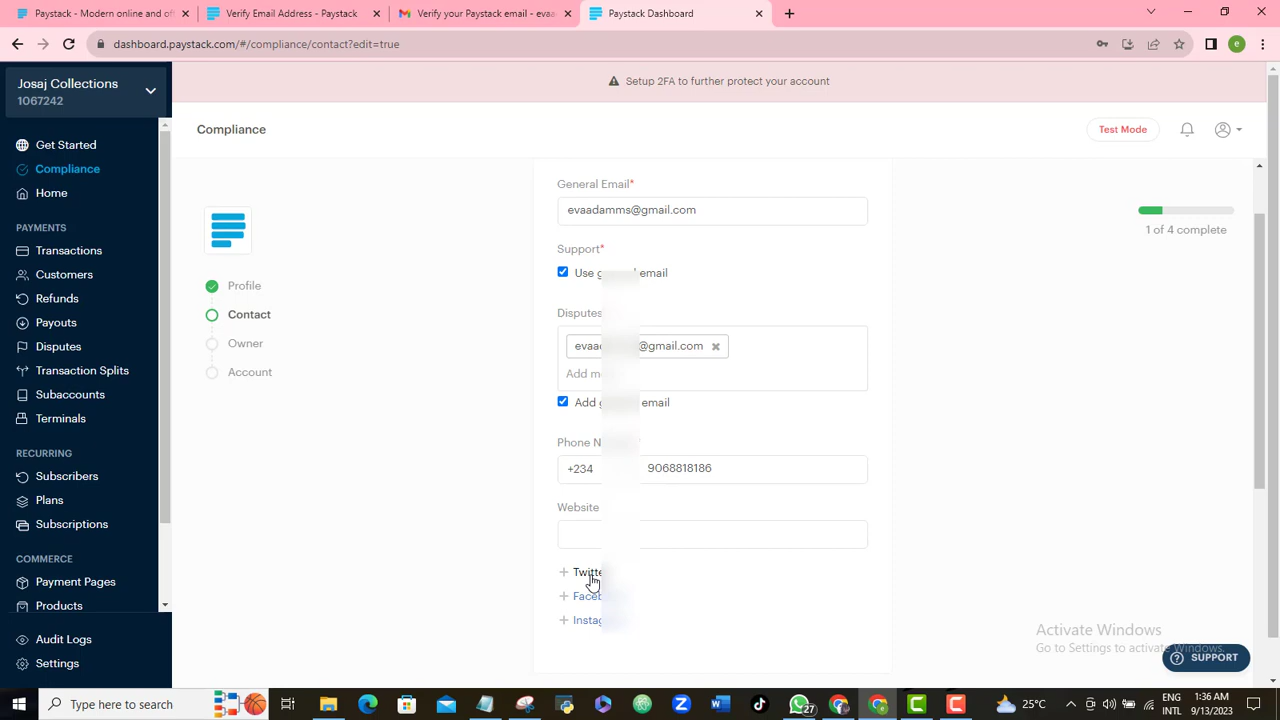 Paystack - Modern online and of
Verify Email Address - Paystack
Verify your Paystack email - evaa
Paystack Dashboard
dashboard.paystack.com/#/compliance/contact?edit=true
Josaj Collections
1067242
Setup 2FA to further protect your account
Compliance
Test Mode
Get Started
Compliance
Home
PAYMENTS
Transactions
Customers
Refunds
Payouts
Disputes
Transaction Splits
Subaccounts
Terminals
RECURRING
Subscribers
Plans
Subscriptions
COMMERCE
Payment Pages
Products
Audit Logs
Settings
Profile
Contact
Owner
Account
General Email*
evaadamms@gmail.com
Support*
Use email
Disputes
@gmail.com
Add
Add email
Phone
+234 9068818186
Website
1 of 4 complete
Activate Windows
Go to Settings to activate Windows.
SUPPORT
Type here to search
27
25°C
ENG
INTL
1:36 AM
9/13/2023